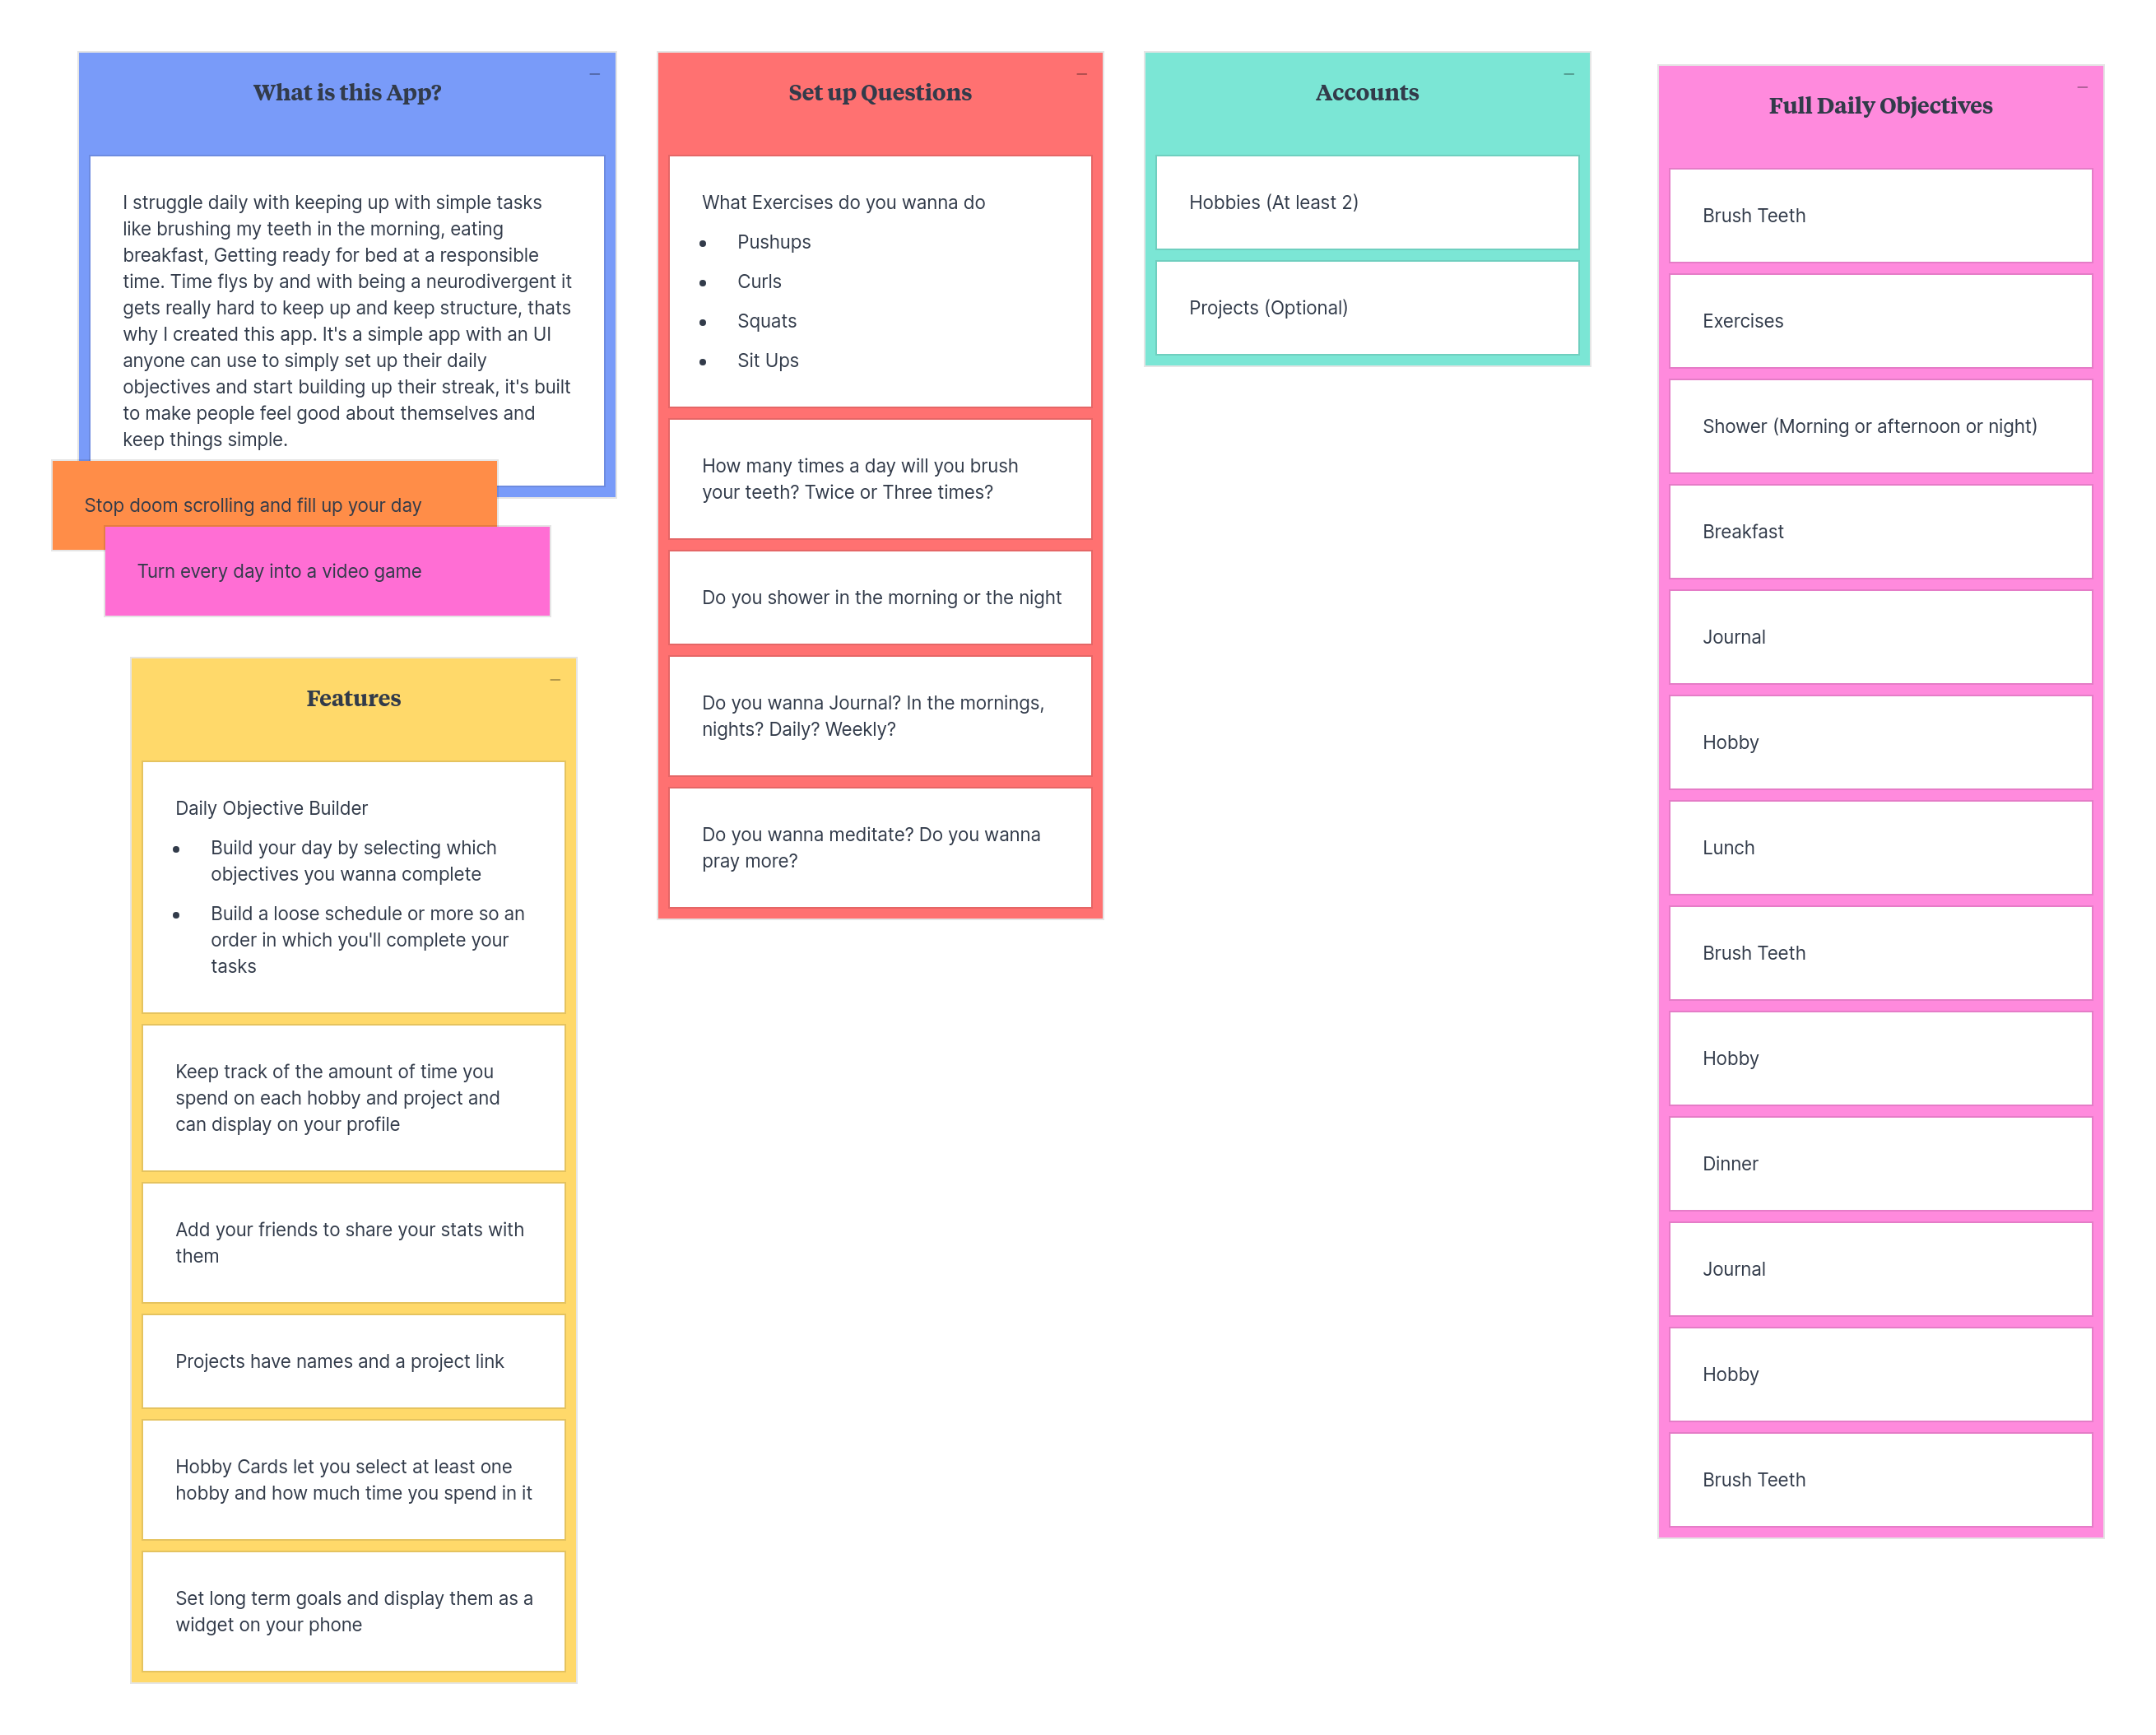 What is this App?
I struggle daily with keeping up with simple tasks
like brushing my teeth in the morning, eating
breakfast, Getting ready for bed at a responsible
time. Time flys by and with being a neurodivergent it
gets really hard to keep up and keep structure, thats
why I created this app. It's a simple app with an UI
anyone can use to simply set up their daily
objectives and start building up their streak, it's built
to make people feel good about themselves and
keep things simple.
Stop doom scrolling and fill up your day
Turn every day into a video game
Features
Daily Objective Builder
• Build your day by selecting which
objectives you wanna complete
• Build a loose schedule or more so an
order in which you'll complete your
tasks
Keep track of the amount of time you
spend on each hobby and project and
can display on your profile
Add your friends to share your stats with
them
Projects have names and a project link
Hobby Cards let you select at least one
hobby and how much time you spend in it
Set long term goals and display them as a
widget on your phone
Set up Questions
What Exercises do you wanna do
• Pushups
• Curls
• Squats
• Sit Ups
How many times a day will you brush
your teeth? Twice or Three times?
Do you shower in the morning or the night
Do you wanna Journal? In the mornings,
nights? Daily? Weekly?
Do you wanna meditate? Do you wanna
pray more?
Accounts
Hobbies (At least 2)
Projects (Optional)
Full Daily Objectives
Brush Teeth
Exercises
Shower (Morning or afternoon or night)
Breakfast
Journal
Hobby
Lunch
Brush Teeth
Hobby
Dinner
Journal
Hobby
Brush Teeth